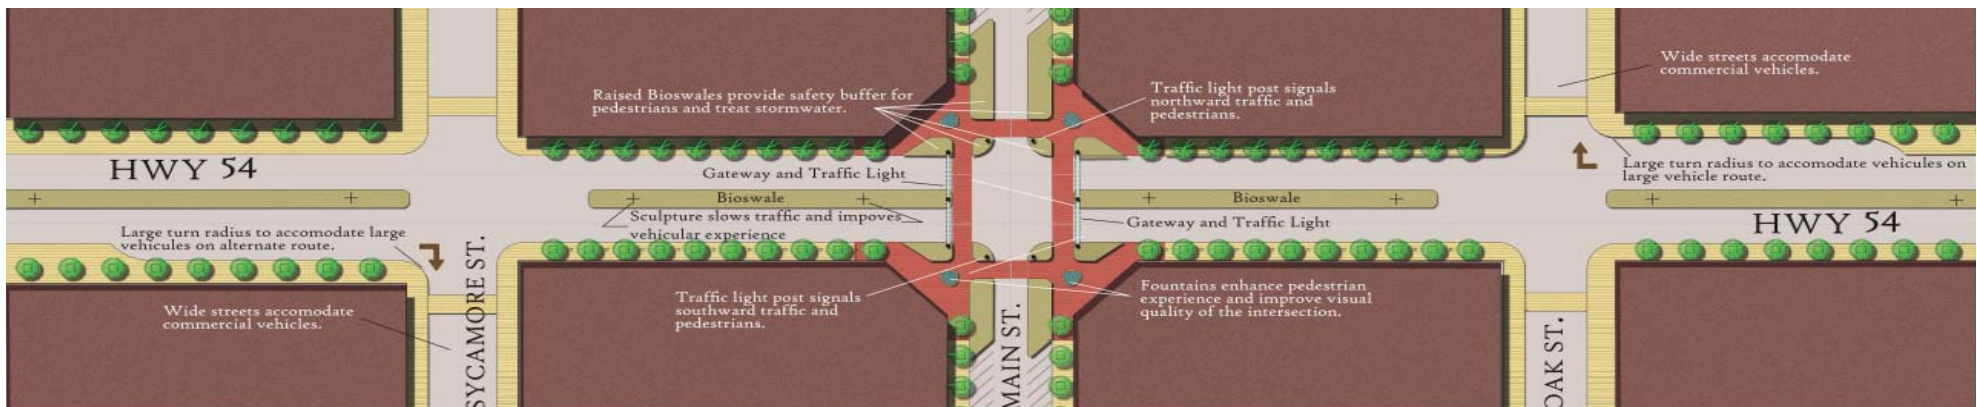 Wide streets accomodate
commercial vehicles.
Raised Bioswales provide safety buffer for
pedestrians and treat stormwater.
Traffic light post signals
northward traffic and
pedestrians.
HWY 54
Gateway and Traffic Light
Large turn radius to accomodate vehicules on
large vehicle route.
Bioswale
Bioswale
Sculpture slows traffic and impoves
vehicular experience
Gateway and Traffic Light
HWY 54
Large turn radius to accomodate large
vehicules on alternate route.
SYCAMORE ST.
Traffic light post signals
southward traffic and
pedestrians.
Fountains enhance pedestrian
experience and improve visual
quality of the intersection.
Wide streets accomodate
commercial vehicles.
MAIN ST.
OAK ST.